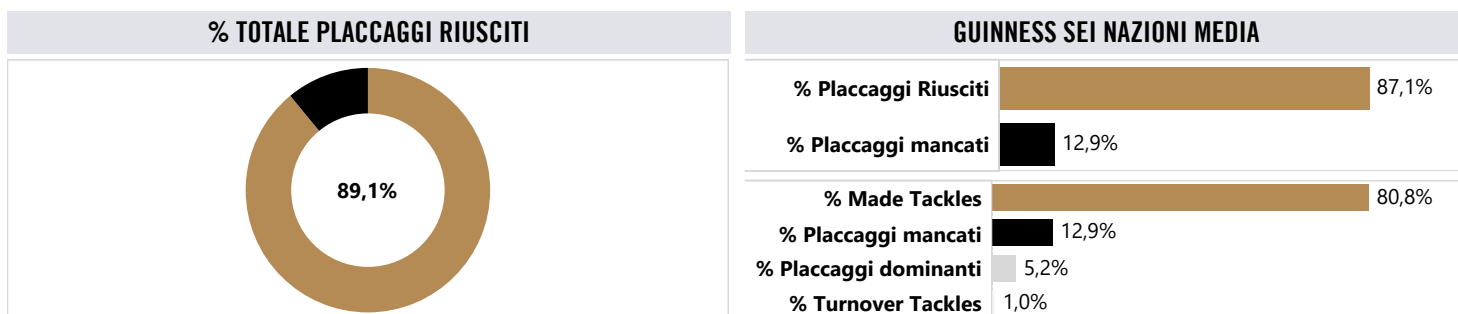 % TOTALE PLACCAGGI RIUSCITI
89,1%
GUINNESS SEI NAZIONI MEDIA
% Placcaggi Riusciti 87,1%
% Placcaggi mancati 12,9%
% Made Tackles 80,8%
% Placcaggi mancati 12,9%
% Placcaggi dominanti 5,2%
% Turnover Tackles 1,0%